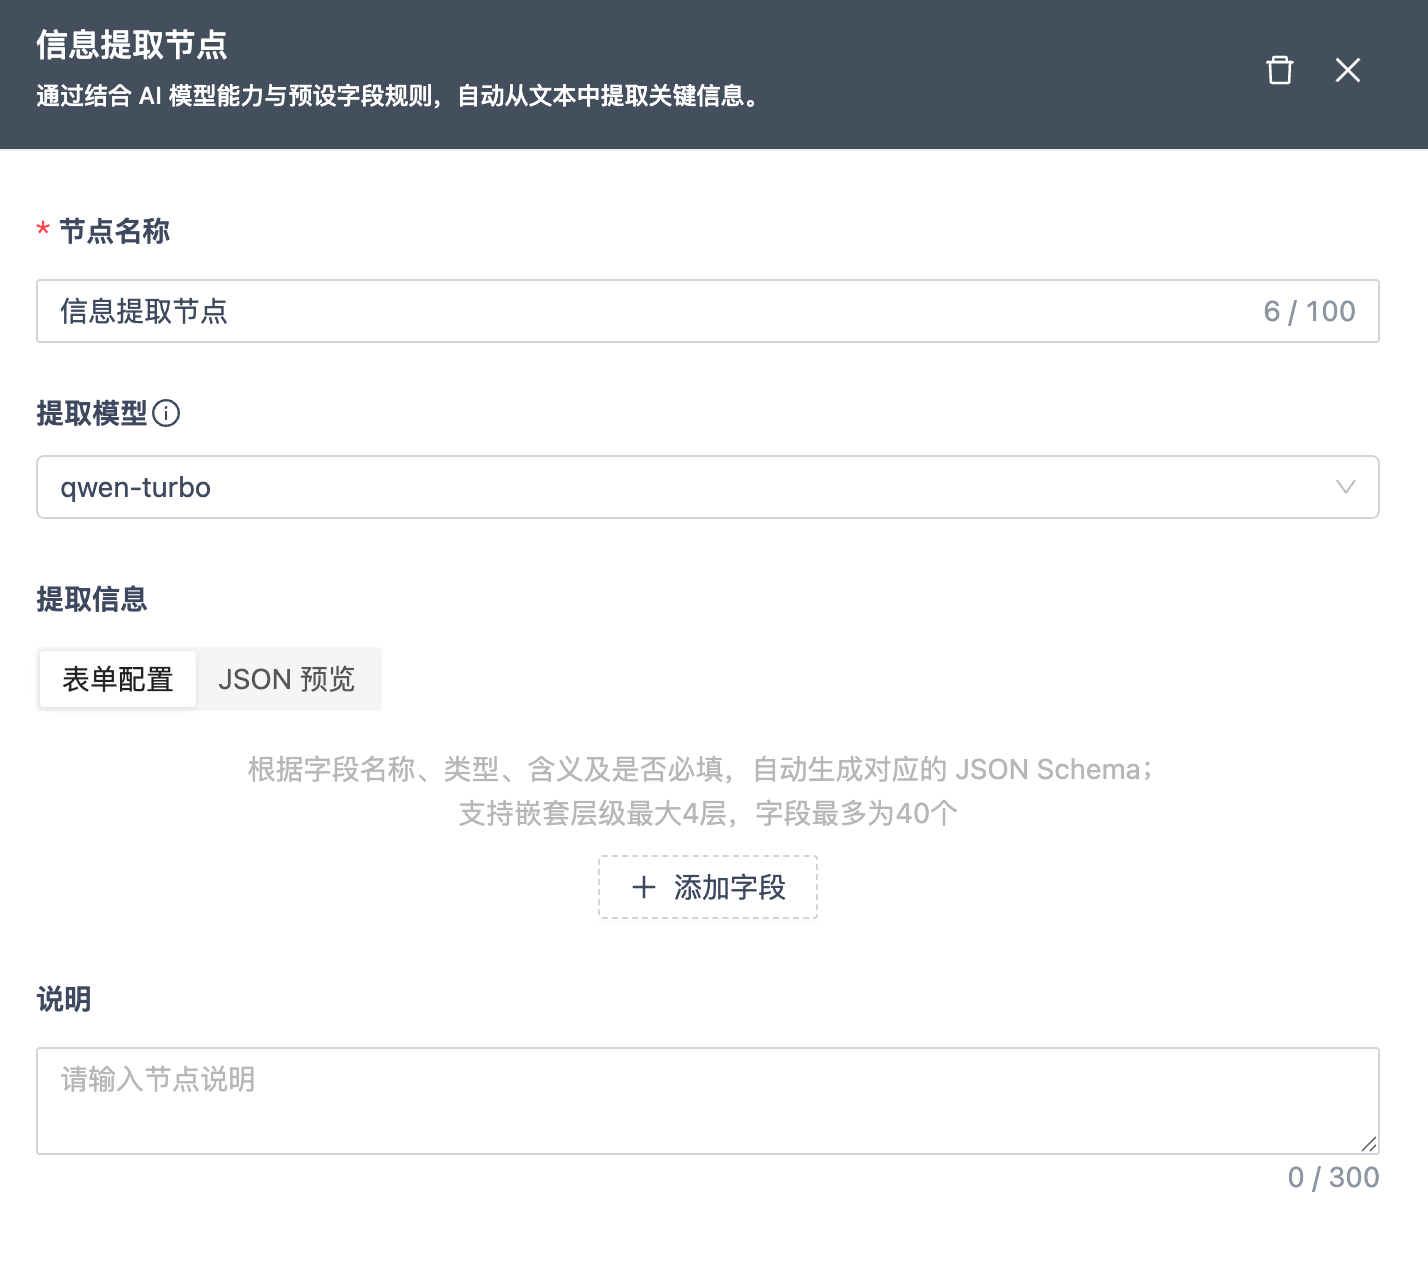 信息提取节点
通过结合 AI 模型能力与预设字段规则，自动从文本中提取关键信息。
* 节点名称
信息提取节点 6 / 100
提取模型
qwen-turbo
提取信息
表单配置 JSON 预览
根据字段名称、类型、含义及是否必填，自动生成对应的 JSON Schema；
支持嵌套层级最大4层，字段最多为40个
+ 添加字段
说明
请输入节点说明
0 / 300